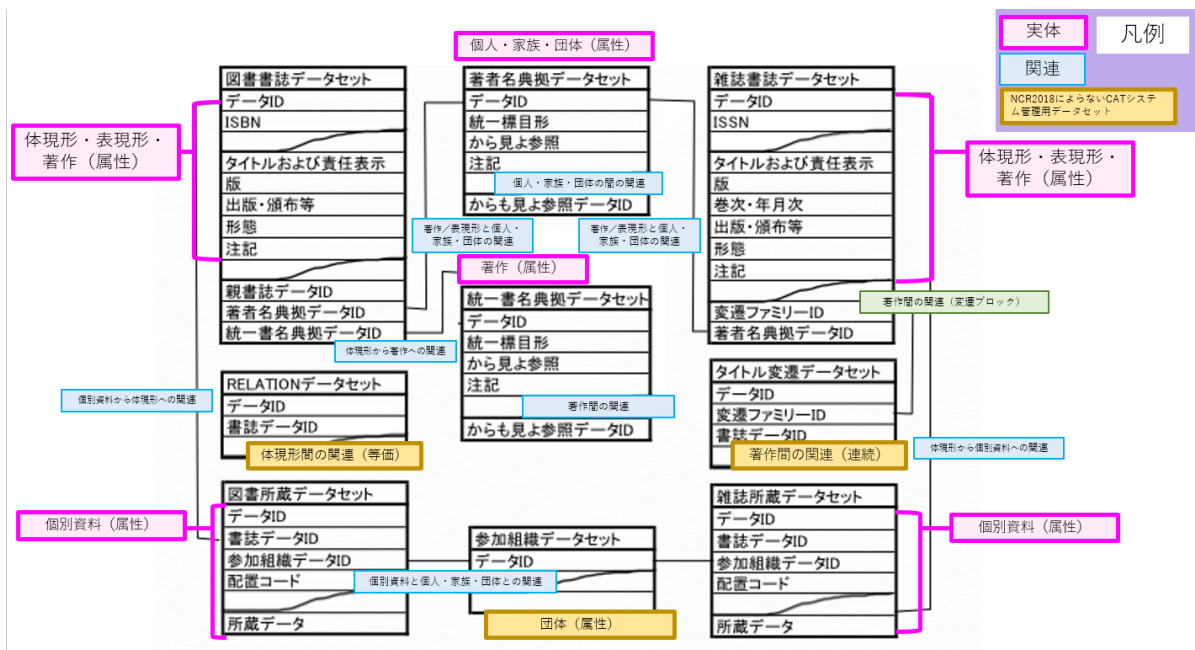 実体
凡例
関連
NCR2018によらないCATシステ
ム管理用データセット
個人・家族・団体（属性）
図書書誌データセット
データID
ISBN
タイトルおよび責任表示
版
出版・頒布等
形態
注記
親書誌データID
著者名典拠データID
統一書名典拠データID
体現形・表現形・
著作（属性）
著者名典拠データセット
データID
統一標目形
から見よ参照
注記
個人・家族・団体の間の関連
からも見よ参照データID
著作／表現形と個人・
家族・団体の関連
著作／表現形と個人・
家族・団体の関連
雑誌書誌データセット
データID
ISSN
タイトルおよび責任表示
版
巻次・年月次
出版・頒布等
形態
注記
変遷ファミリーID
著者名典拠データID
体現形・表現形・
著作（属性）
著作（属性）
統一書名典拠データセット
データID
統一標目形
から見よ参照
注記
著作間の関連
からも見よ参照データID
体現形から著作への関連
著作間の関連（変遷ブロック）
個別資料から体現形への関連
RELATIONデータセット
データID
書誌データID
体現形間の関連（等価）
タイトル変遷データセット
データID
変遷ファミリーID
書誌データID
著作間の関連（連続）
体現形から個別資料への関連
図書所蔵データセット
データID
書誌データID
参加組織データID
配置コード
所蔵データ
個別資料（属性）
参加組織データセット
データID
個別資料と個人・家族・団体との関連
団体（属性）
雑誌所蔵データセット
データID
書誌データID
参加組織データID
配置コード
所蔵データ
個別資料（属性）